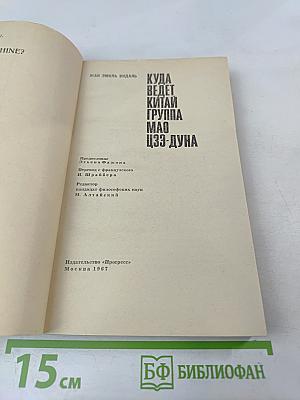 HINE?
ЖАН ЭМИЛЬ ВИДАЛЬ
КУДА
ВЕДЕТ
КИТАЙ
ГРУППА
МАО
ЦЗЭ-ДУНА
Предисловие
Этьена Фажона
Перевод с французского
И. Шрайбера
Редактор
кандидат философских наук
М. Алтайский
Издательство «Прогресс»
Москва 1967
15 см
БФ БИБЛИОФАН